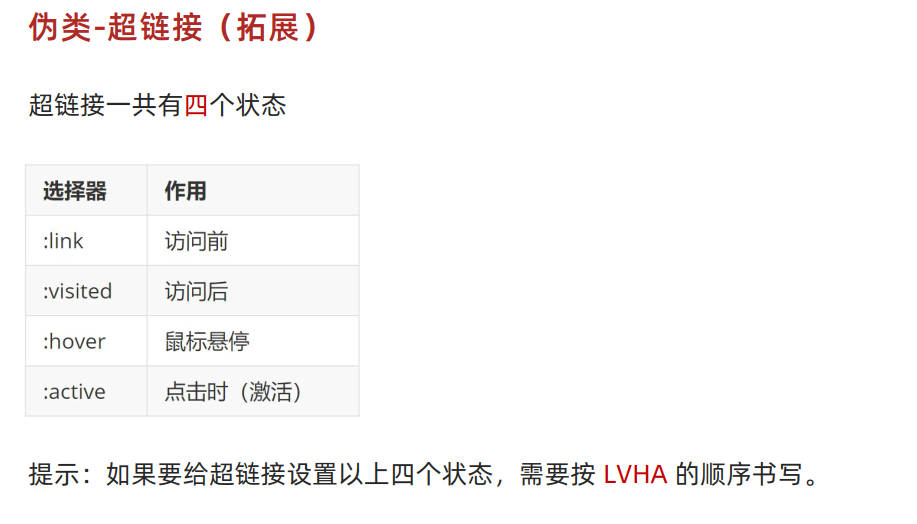 伪类-超链接（拓展）
超链接一共有四个状态
选择器 作用
:link 访问前
:visited 访问后
:hover 鼠标悬停
:active 点击时（激活）
提示：如果要给超链接设置以上四个状态，需要按 LVHA 的顺序书写。